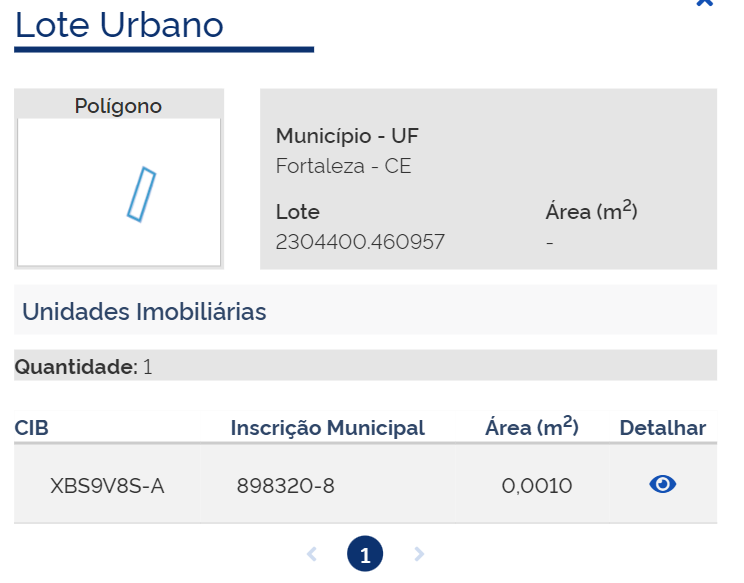 Lote Urbano
Polígono
Município - UF
Fortaleza - CE
Lote
Área (m²)
2304400.460957
-
Unidades Imobiliárias
Quantidade: 1
CIB Inscrição Municipal Área (m²) Detalhar
XBS9V8S-A 898320-8 0,0010
1